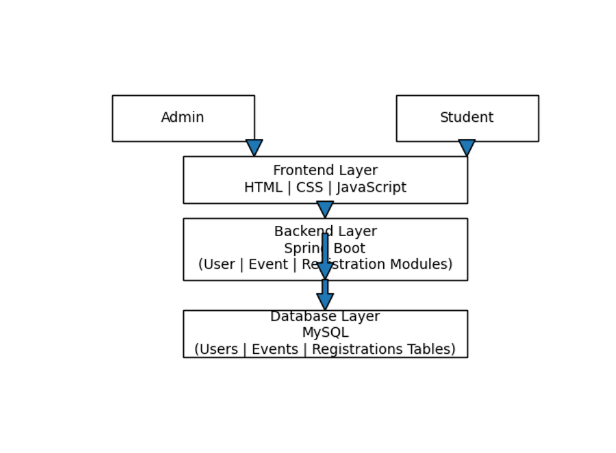 Admin
Student
Frontend Layer
HTML | CSS | JavaScript
Backend Layer
Spring Boot
(User | Event | Registration Modules)
Database Layer
MySQL
(Users | Events | Registrations Tables)